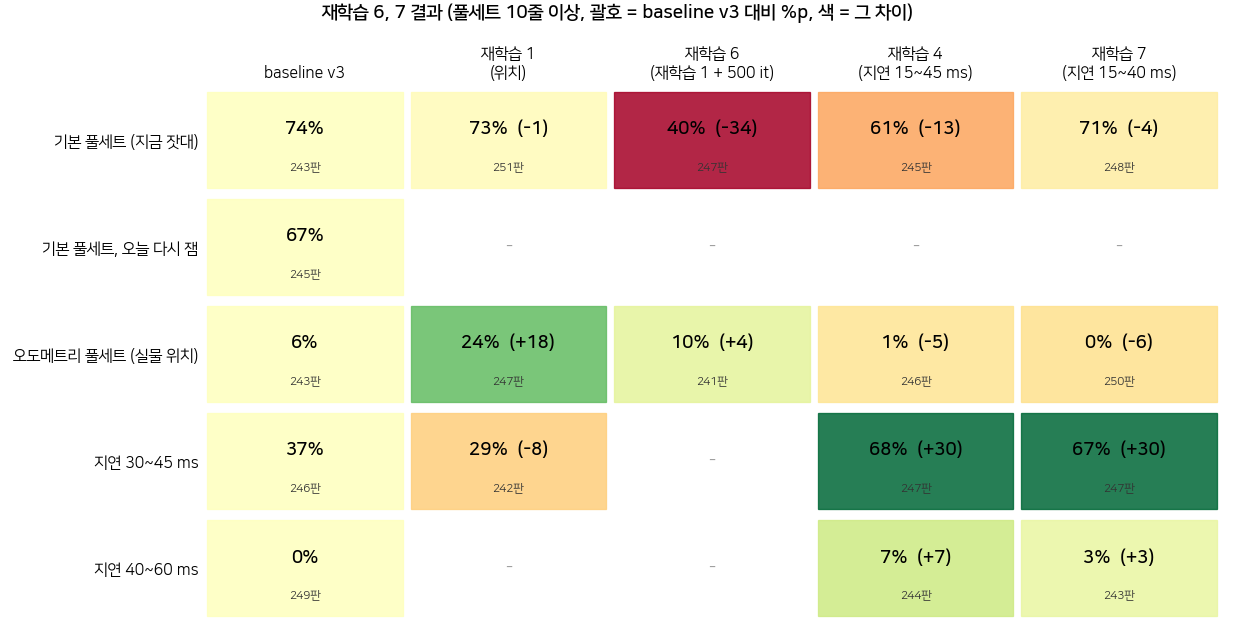 재학습 6, 7 결과 (풀세트 10줄 이상, 괄호 = baseline v3 대비 %p, 색 = 그 차이)
baseline v3
재학습 1
(위치)
재학습 6
(재학습 1 + 500 it)
재학습 4
(지연 15~45 ms)
재학습 7
(지연 15~40 ms)
기본 풀세트 (지금 잣대)
74%
243판
73% (-1)
251판
40% (-34)
247판
61% (-13)
245판
71% (-4)
248판
기본 풀세트, 오늘 다시 잼
67%
245판
-
-
-
-
오도메트리 풀세트 (실물 위치)
6%
243판
24% (+18)
247판
10% (+4)
241판
1% (-5)
246판
0% (-6)
250판
지연 30~45 ms
37%
246판
29% (-8)
242판
-
68% (+30)
247판
67% (+30)
247판
지연 40~60 ms
0%
249판
-
-
7% (+7)
244판
3% (+3)
243판